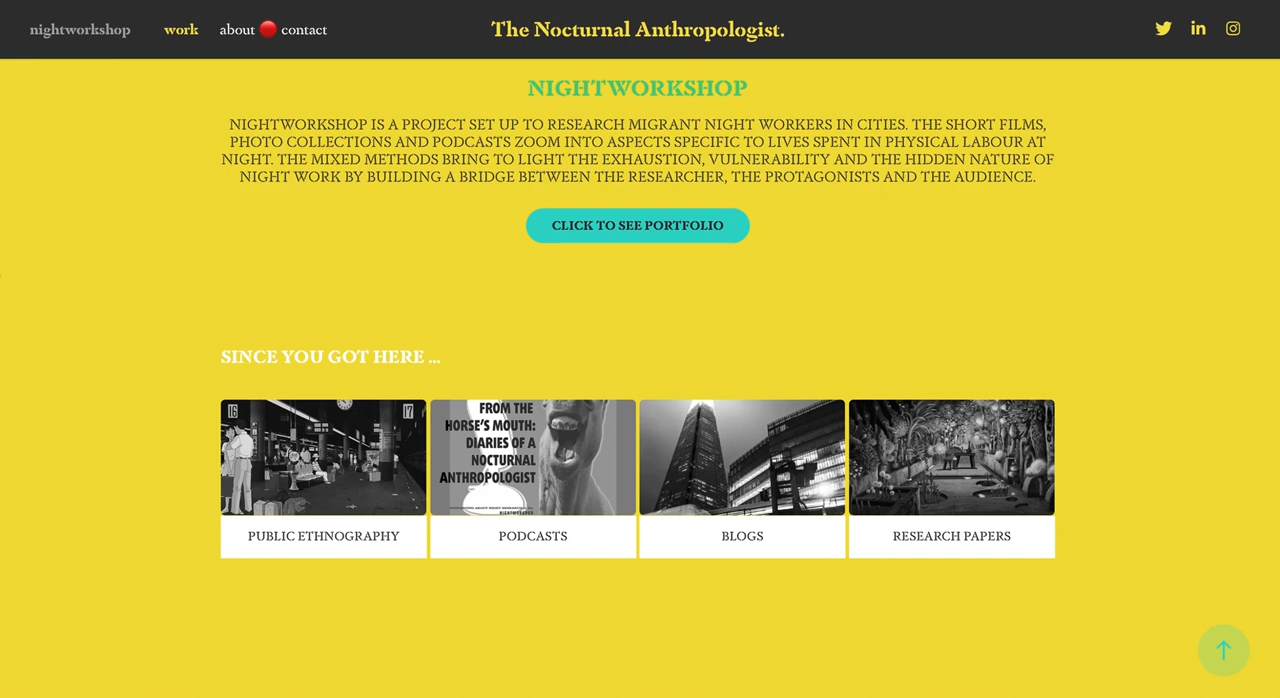 nightworkshop work about 🔴 contact The Nocturnal Anthropologist.
NIGHTWORKSHOP
NIGHTWORKSHOP IS A PROJECT SET UP TO RESEARCH MIGRANT NIGHT WORKERS IN CITIES. THE SHORT FILMS,
PHOTO COLLECTIONS AND PODCASTS ZOOM INTO ASPECTS SPECIFIC TO LIVES SPENT IN PHYSICAL LABOUR AT
NIGHT. THE MIXED METHODS BRING TO LIGHT THE EXHAUSTION, VULNERABILITY AND THE HIDDEN NATURE OF
NIGHT WORK BY BUILDING A BRIDGE BETWEEN THE RESEARCHER, THE PROTAGONISTS AND THE AUDIENCE.
CLICK TO SEE PORTFOLIO
SINCE YOU GOT HERE ...
16 17
FROM THE
HORSE'S MOUTH:
DIARIES OF A
NOCTURNAL
ANTHROPOLOGIST
PUBLIC ETHNOGRAPHY
PODCASTS
BLOGS
RESEARCH PAPERS